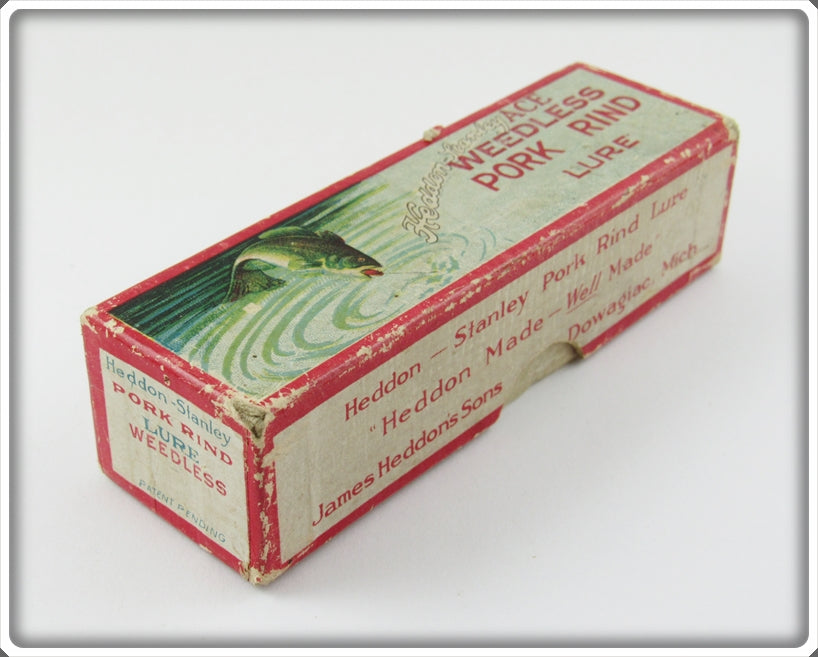 Heddon-Stanley ACE
WEEDLESS
PORK RIND
LURE
Heddon — Stanley Pork Rind Lure
"Heddon Made — Well Made"
James Heddon's Sons Dowagiac, Mich.
Heddon-Stanley
PORK RIND
LURE
WEEDLESS
PATENT PENDING